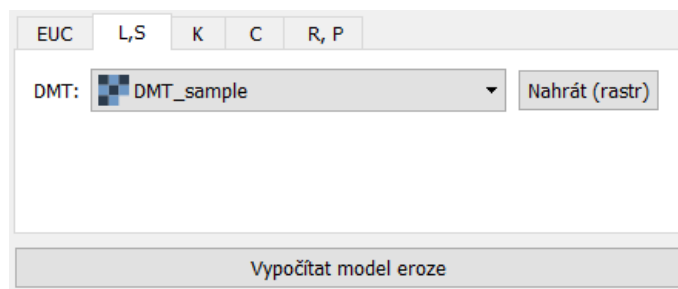 EUC L,S K C R, P
DMT: DMT_sample Nahrát (rastr)
Vypočítat model eroze